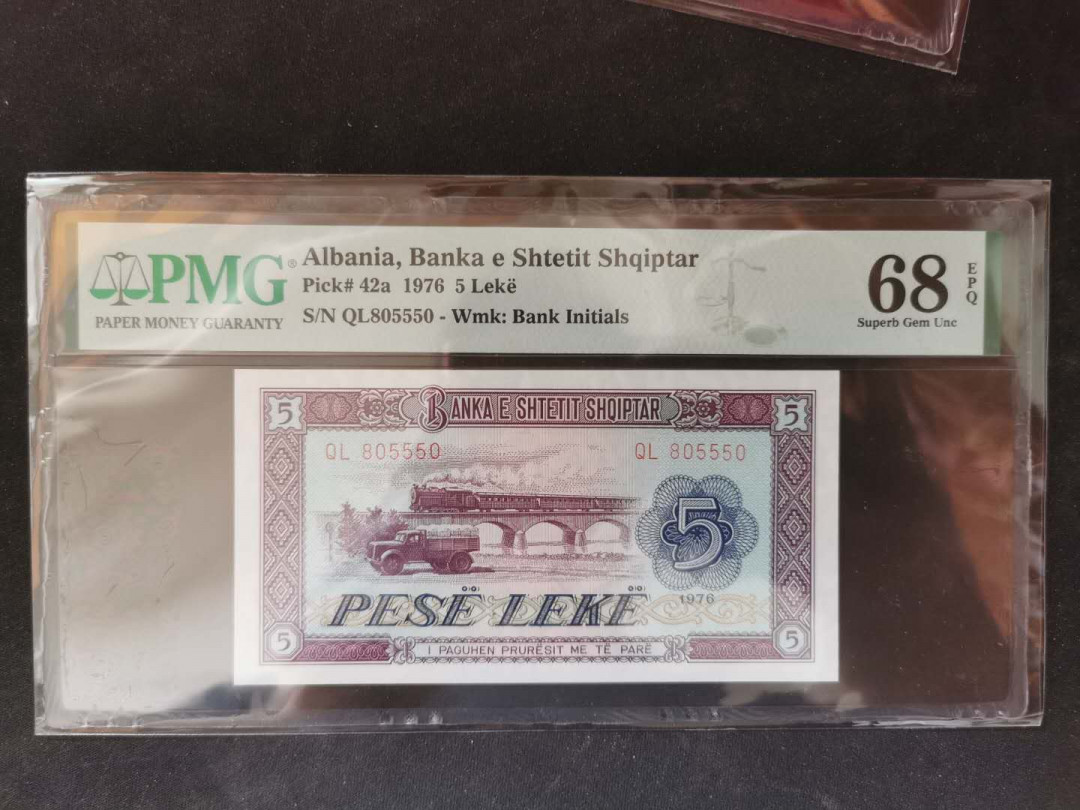 PMG®
PAPER MONEY GUARANTY
Albania, Banka e Shtetit Shqiptar
Pick# 42a 1976 5 Lekë
S/N QL805550 - Wmk: Bank Initials
68 EPQ
Superb Gem Unc
5 BANKA E SHTETIT SHQIPTAR 5
QL 805550 QL 805550
5
PESË LEKË 1976
5 I PAGUHEN PRURËSIT ME TË PARË 5